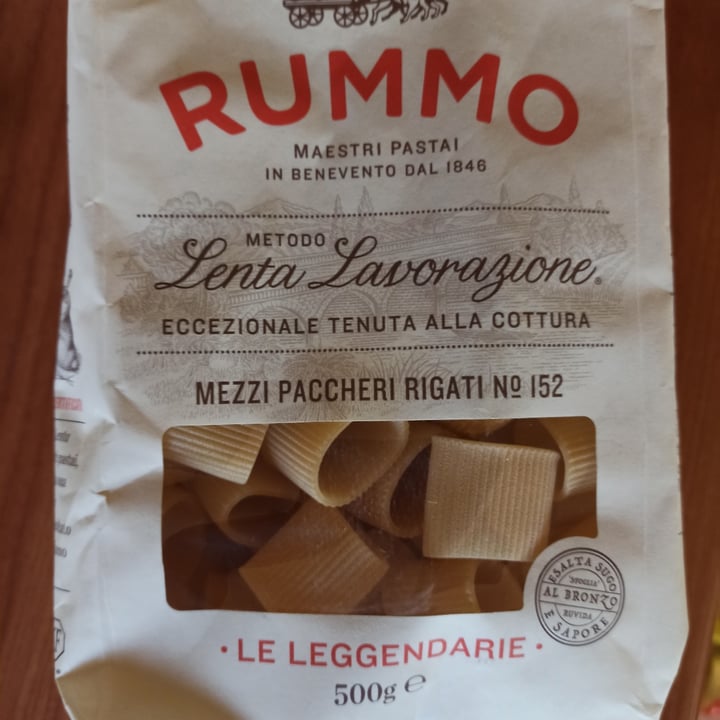 RUMMO
MAESTRI PASTAI
IN BENEVENTO DAL 1846
METODO
Lenta Lavorazione®
ECCEZIONALE TENUTA ALLA COTTURA
MEZZI PACCHERI RIGATI Nº 152
ESALTA SUGO
"SFOGLIA"
AL BRONZO
RUVIDA
E SAPORE
• LE LEGGENDARIE •
500g ℮